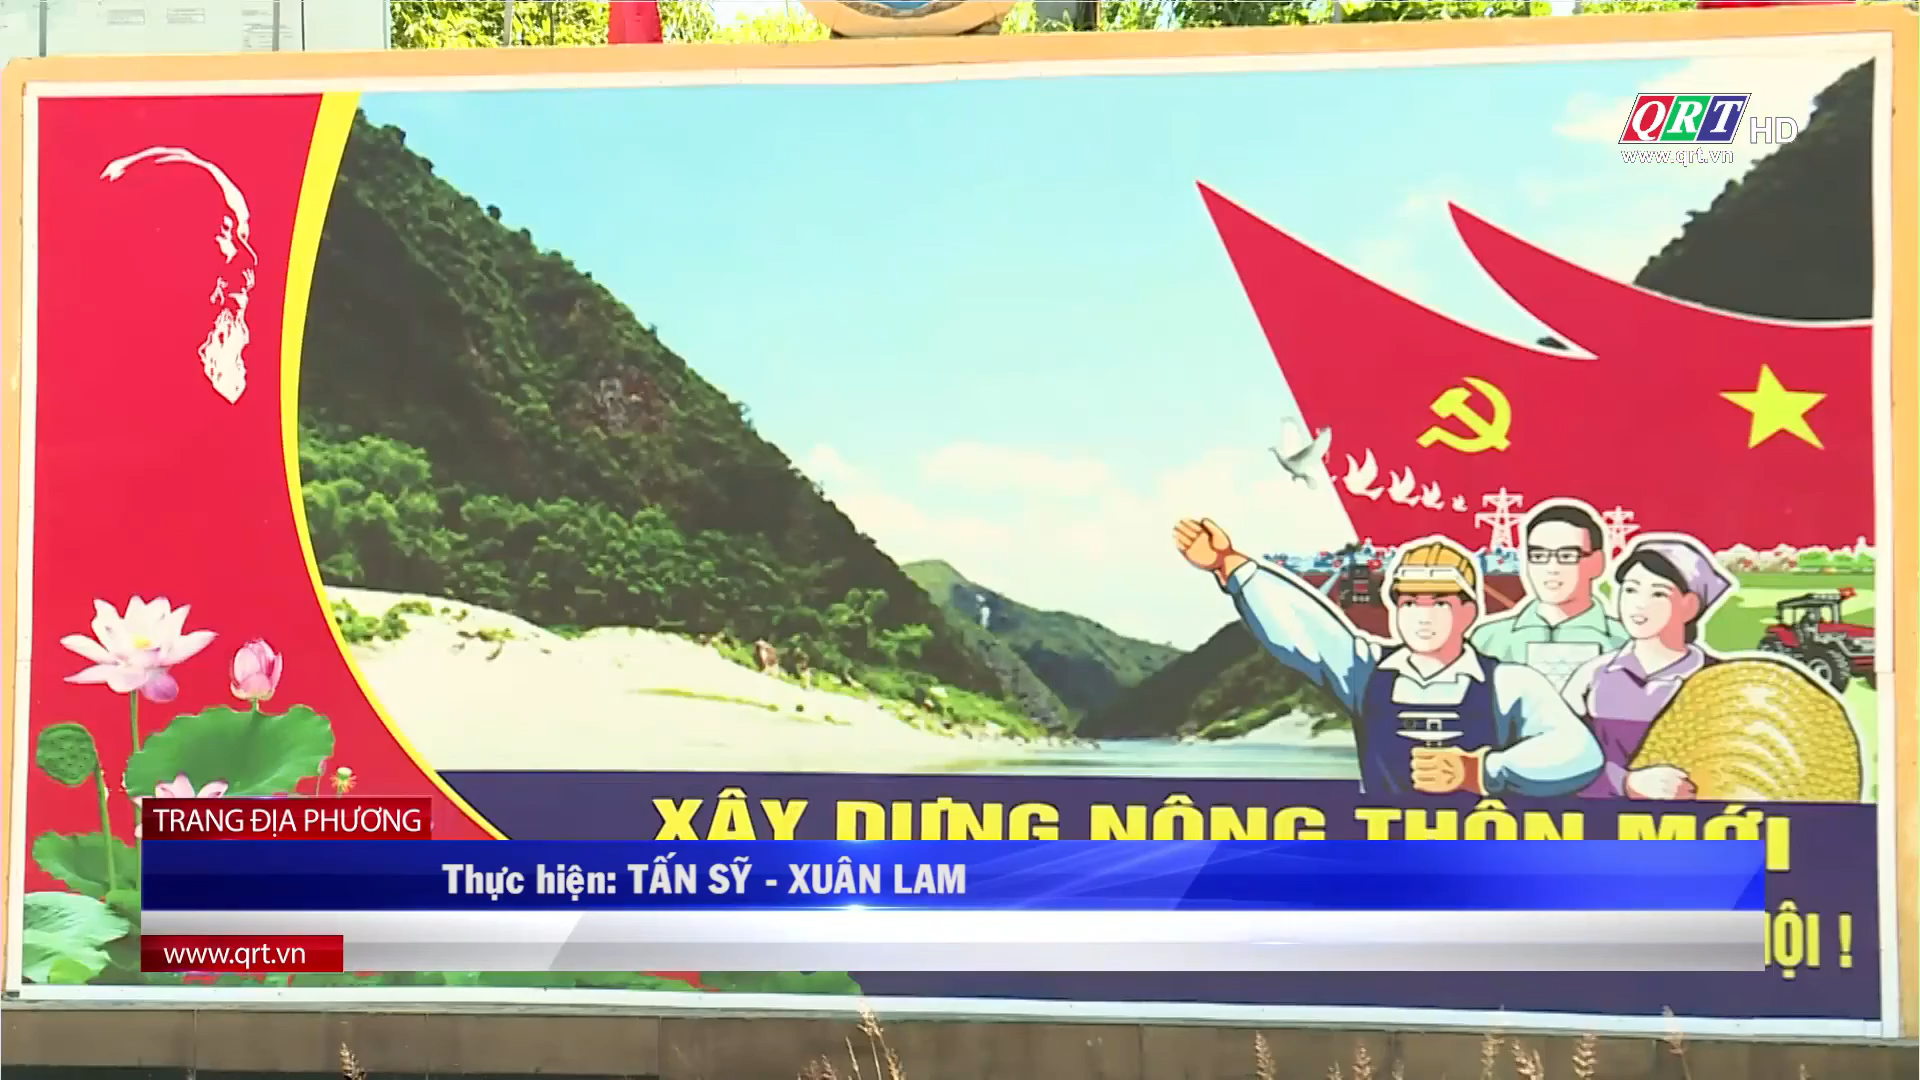 QRT HD
www.qrt.vn
XÂY DỰNG NÔNG THÔN MỚI
TRANG ĐỊA PHƯƠNG
Thực hiện: TẤN SỸ - XUÂN LAM
!
www.qrt.vn